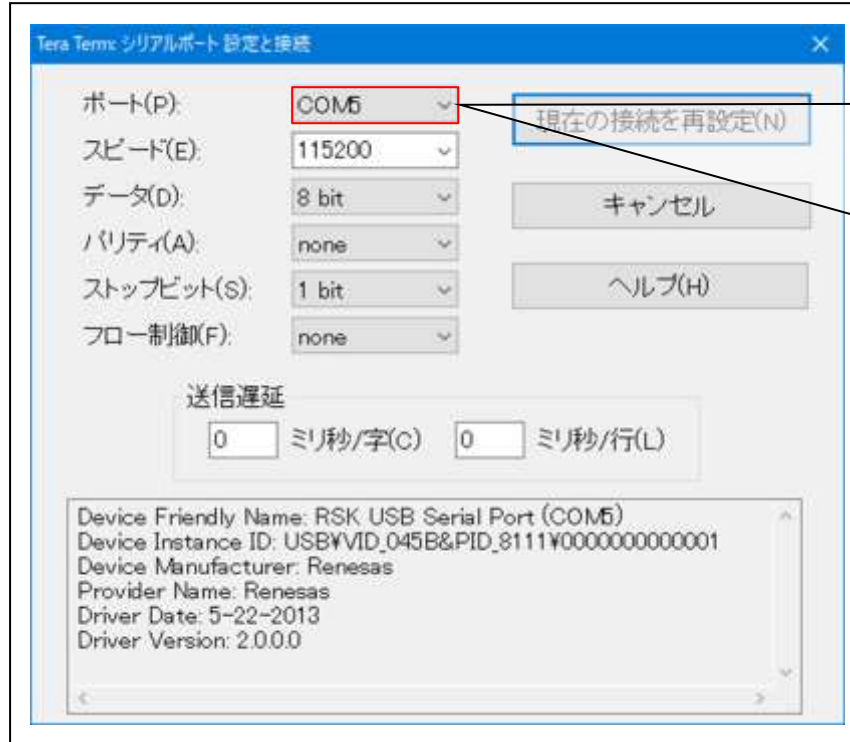 Tera Term: シリアルポート 設定と接続
ポート(P): COM5
現在の接続を再設定(N)
スピード(E): 115200
データ(D): 8 bit
キャンセル
パリティ(A): none
ストップビット(S): 1 bit
ヘルプ(H)
フロー制御(F): none
送信遅延
0 ミリ秒/字(C) 0 ミリ秒/行(L)
Device Friendly Name: RSK USB Serial Port (COM5)
Device Instance ID: USB¥VID_045B&PID_8111¥0000000000001
Device Manufacturer: Renesas
Provider Name: Renesas
Driver Date: 5-22-2013
Driver Version: 2.0.0.0